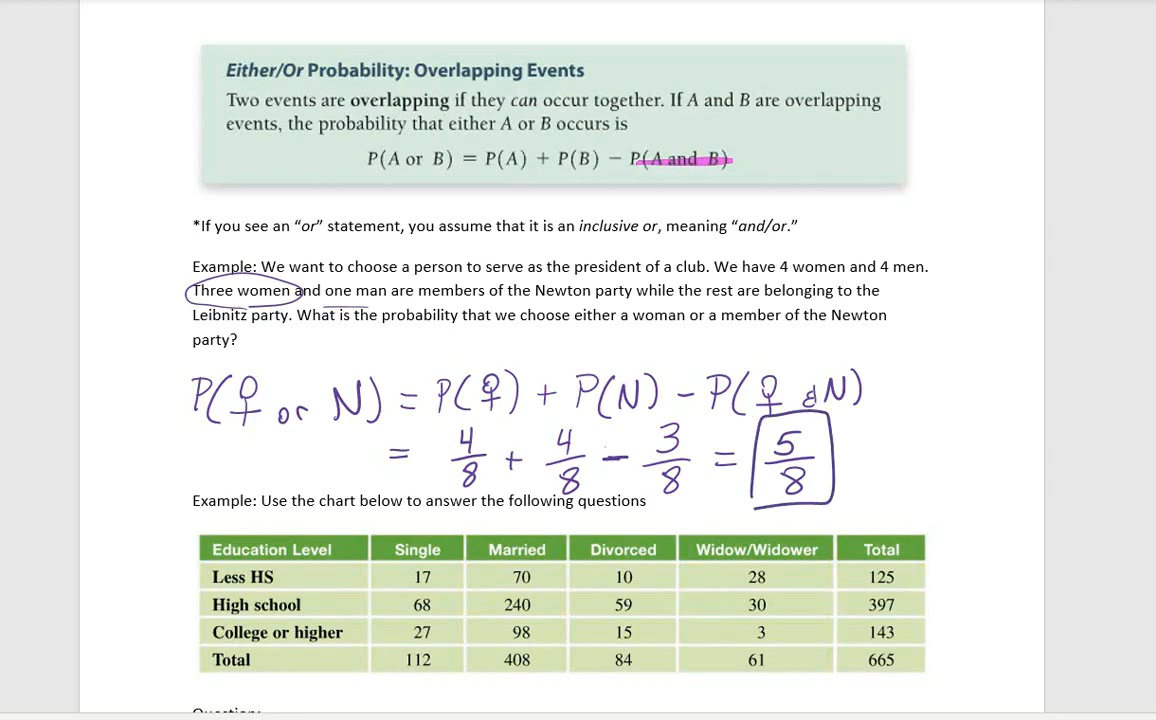 Either/Or Probability: Overlapping Events
Two events are overlapping if they can occur together. If A and B are overlapping
events, the probability that either A or B occurs is
P(A or B) = P(A) + P(B) − P(A and B)
*If you see an “or” statement, you assume that it is an inclusive or, meaning “and/or.”
Example: We want to choose a person to serve as the president of a club. We have 4 women and 4 men.
Three women and one man are members of the Newton party while the rest are belonging to the
Leibnitz party. What is the probability that we choose either a woman or a member of the Newton
party?
P(♀ or N) = P(♀) + P(N) - P(♀ & N)
= 4/8 + 4/8 - 3/8 = 5/8
Example: Use the chart below to answer the following questions
Education Level Single Married Divorced Widow/Widower Total
Less HS 17 70 10 28 125
High school 68 240 59 30 397
College or higher 27 98 15 3 143
Total 112 408 84 61 665